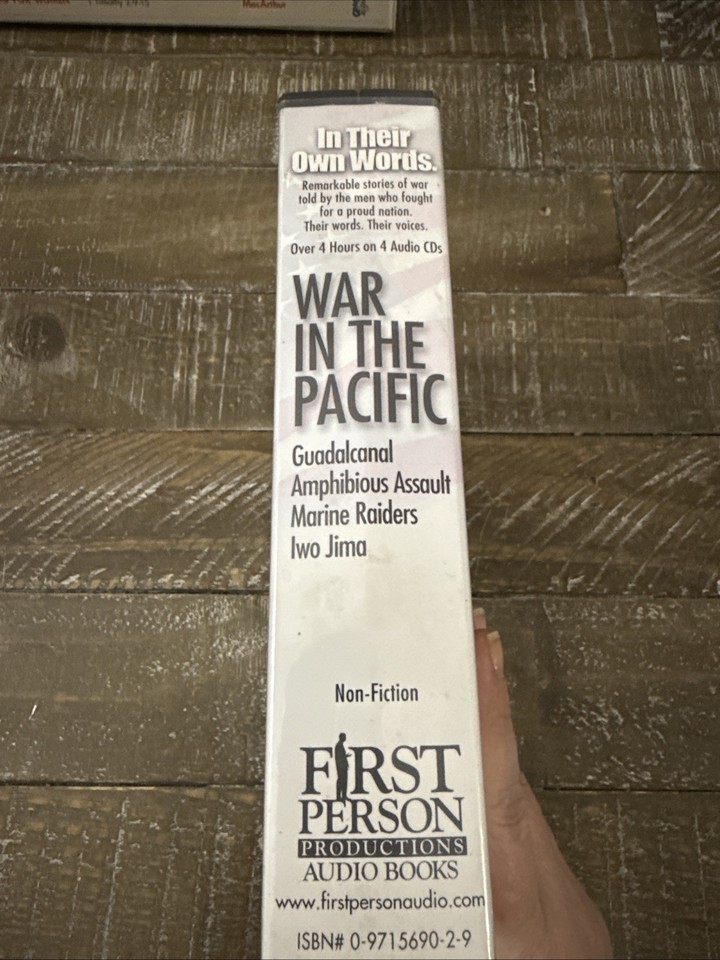 MacArthur
In Their
Own Words.
Remarkable stories of war
told by the men who fought
for a proud nation.
Their words. Their voices.
Over 4 Hours on 4 Audio CDs
WAR
IN THE
PACIFIC
Guadalcanal
Amphibious Assault
Marine Raiders
Iwo Jima
Non-Fiction
FIRST
PERSON
PRODUCTIONS
AUDIO BOOKS
www.firstpersonaudio.com
ISBN# 0-9715690-2-9